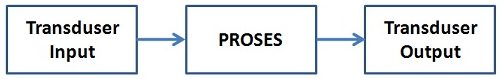 Transduser
Input
PROSES
Transduser
Output